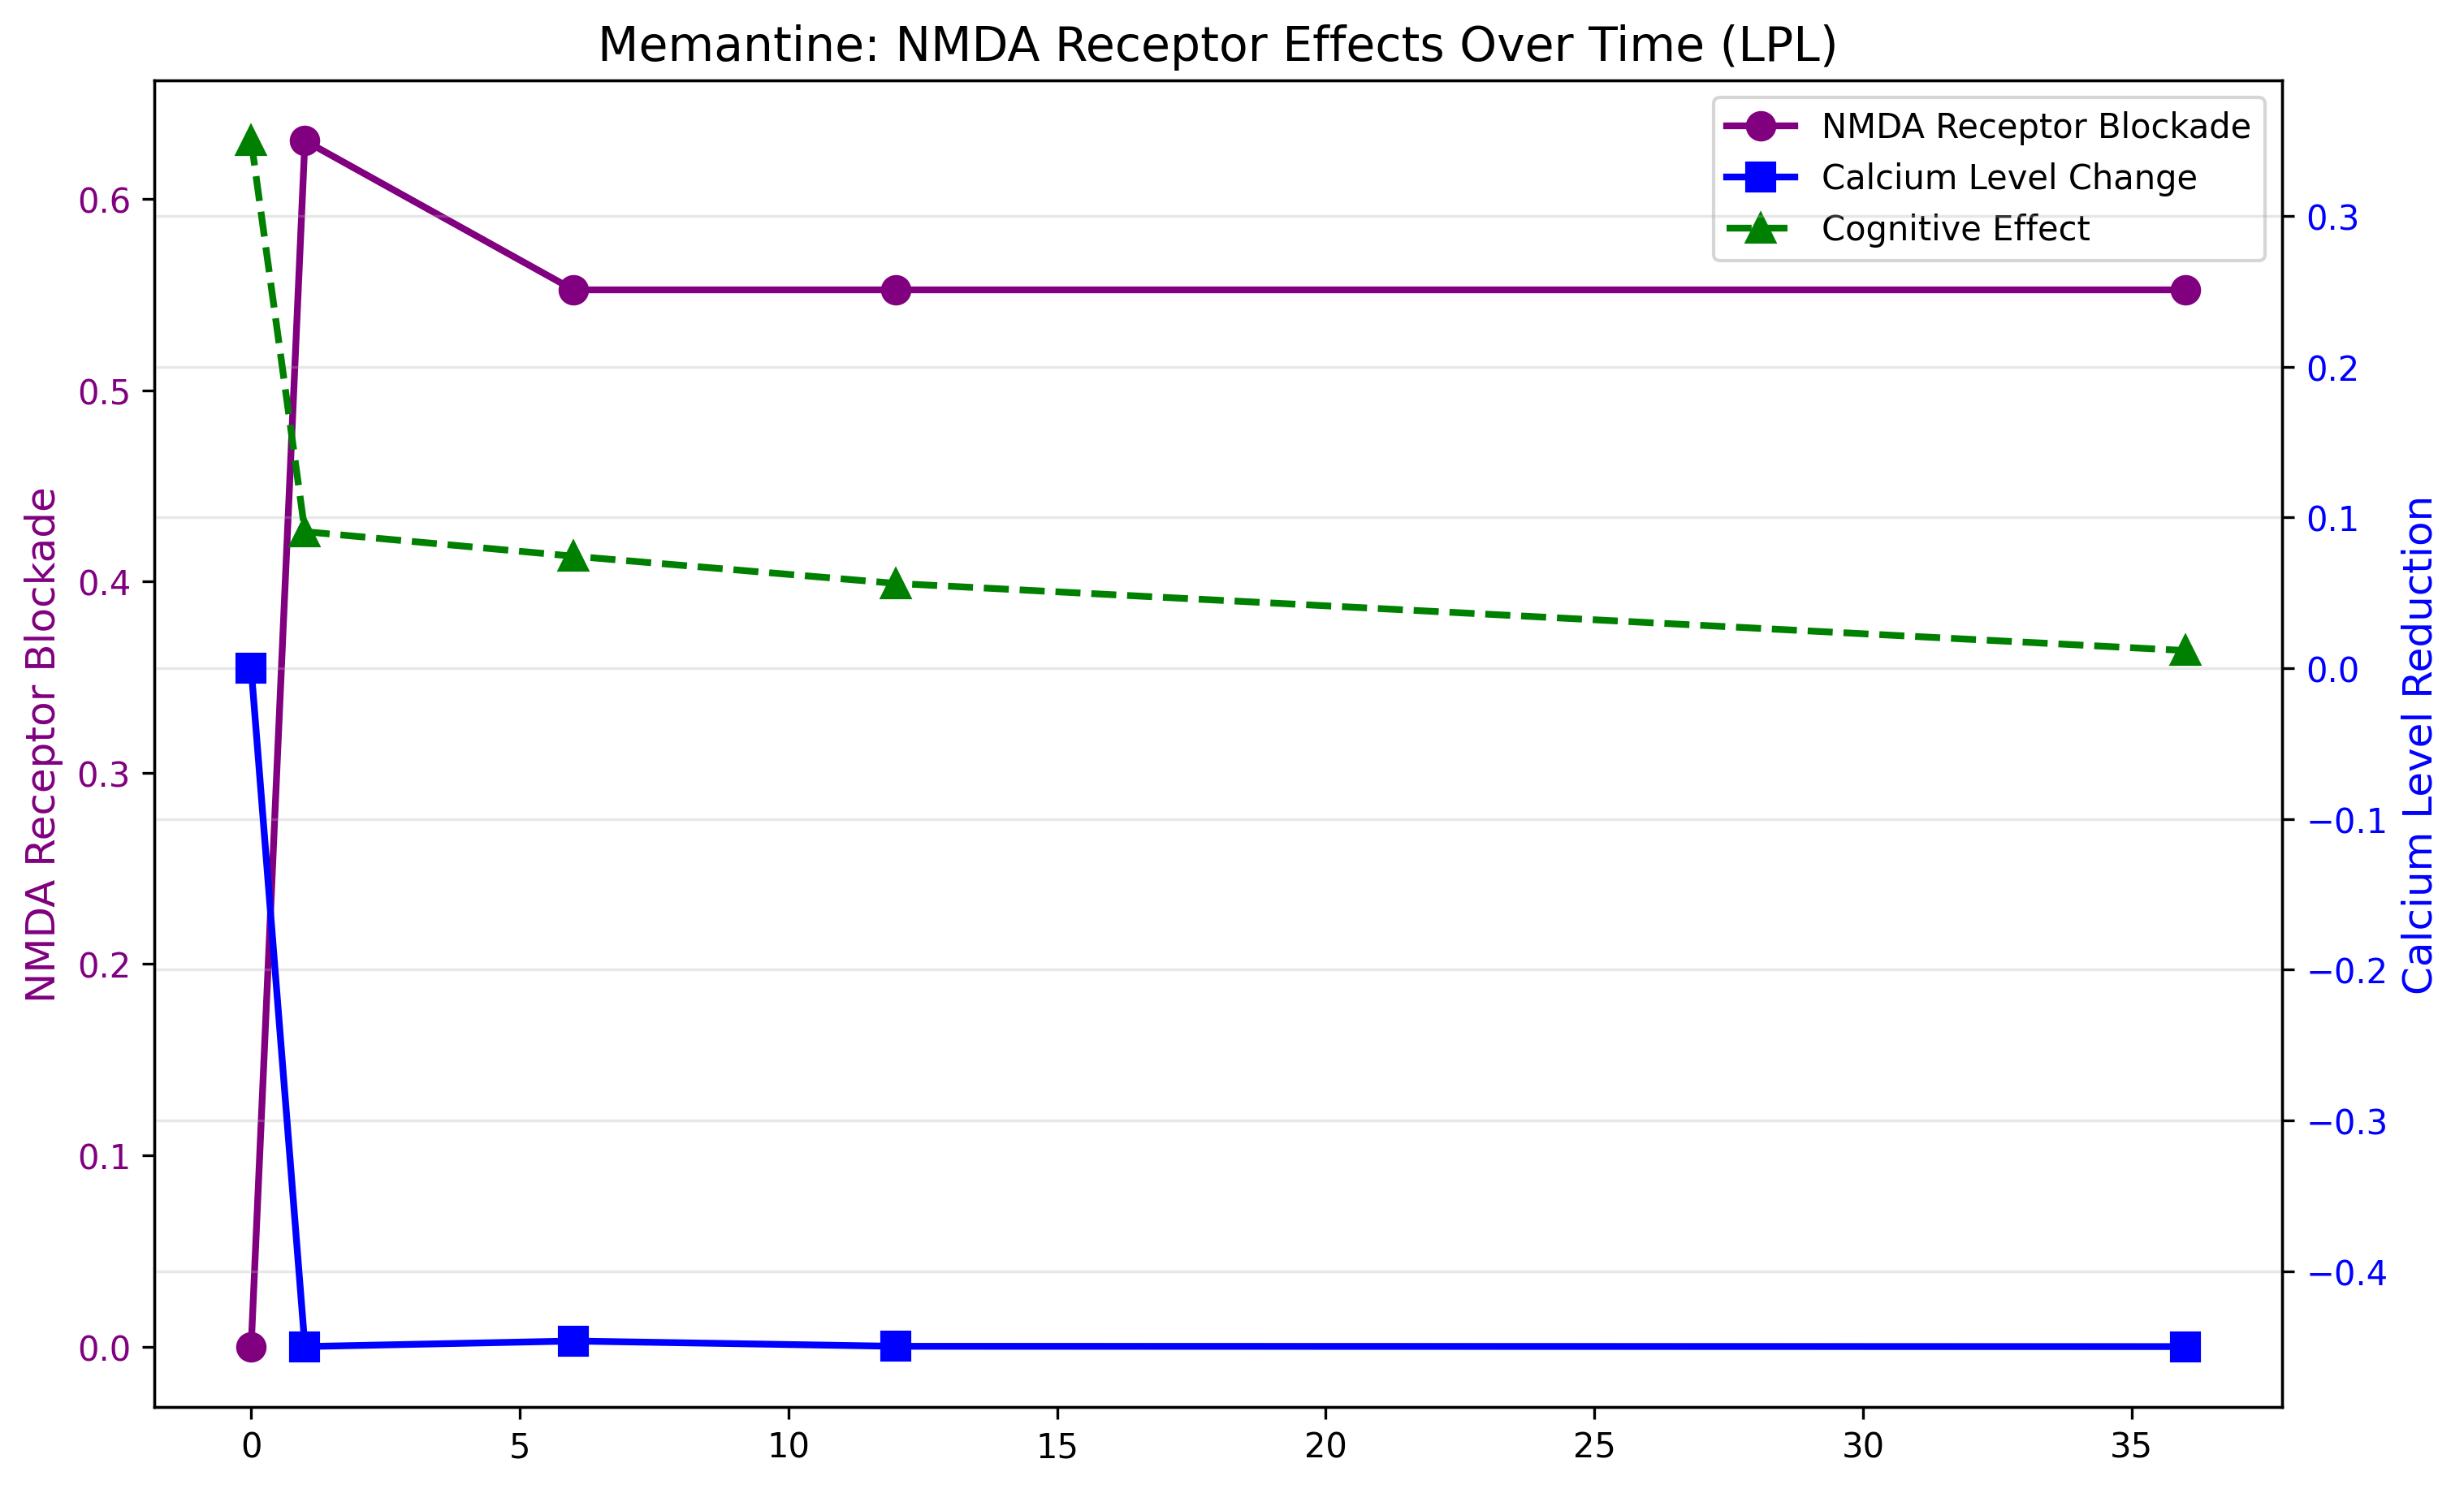 Memantine: NMDA Receptor Effects Over Time (LPL)
NMDA Receptor Blockade
Calcium Level Change
Cognitive Effect
NMDA Receptor Blockade
0.6
0.5
0.4
0.3
0.2
0.1
0.0
0.3
0.2
0.1
0.0
−0.1
−0.2
−0.3
−0.4
Calcium Level Reduction
0 5 10 15 20 25 30 35